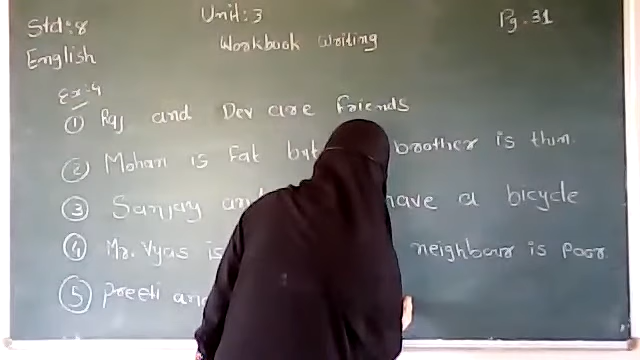 Std:8 Unit:3 Pg.31
English Workbook Writing
Ex:4
① Raj and Dev are Friends
② Mohan is Fat but brother is thin.
③ Sanjay and have a bicycle
④ Mr. Vyas is neighbour is poor.
⑤ Preeti and